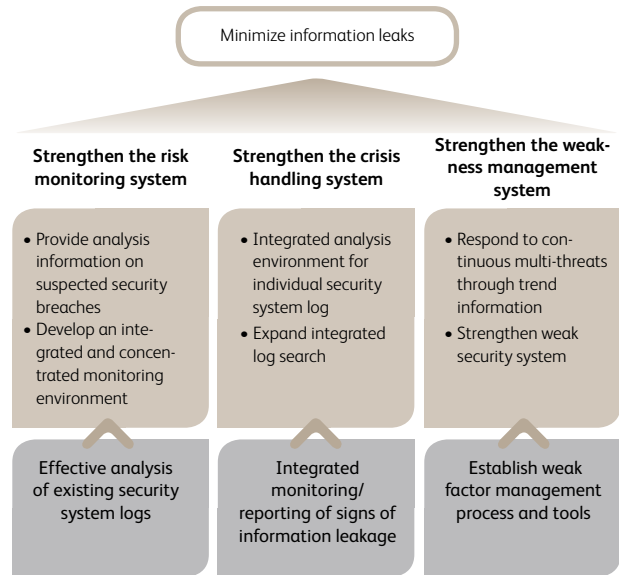 Minimize information leaks
Strengthen the risk
monitoring system
Strengthen the crisis
handling system
Strengthen the weak-
ness management
system
• Provide analysis
information on
suspected security
breaches
• Develop an inte-
grated and concen-
trated monitoring
environment
• Integrated analysis
environment for
individual security
system log
• Expand integrated
log search
• Respond to con-
tinuous multi-threats
through trend
information
• Strengthen weak
security system
Effective analysis
of existing security
system logs
Integrated
monitoring/
reporting of signs of
information leakage
Establish weak
factor management
process and tools